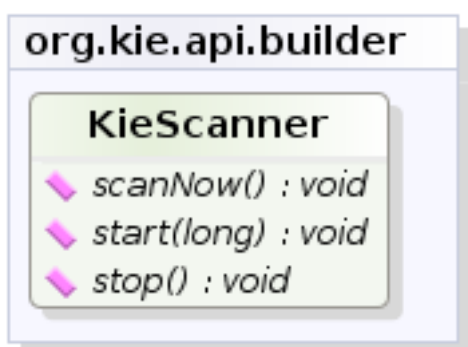 org.kie.api.builder
KieScanner
scanNow() : void
start(long) : void
stop() : void